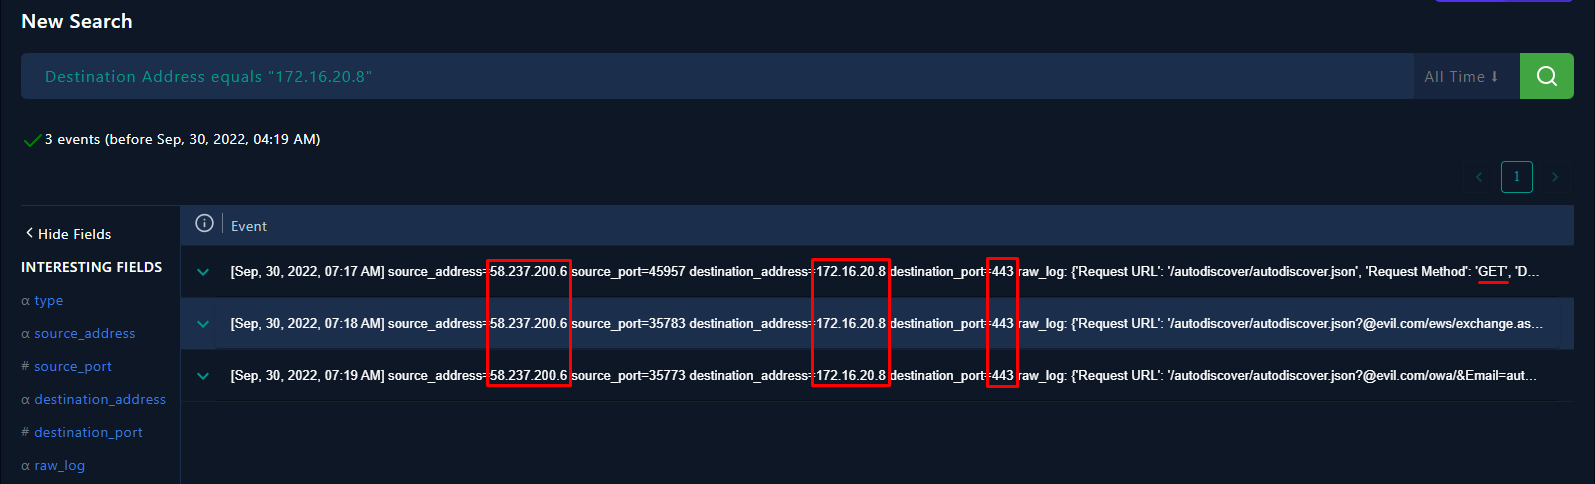 New Search
Destination Address equals "172.16.20.8"
All Time
3 events (before Sep, 30, 2022, 04:19 AM)
1
Hide Fields
Event
INTERESTING FIELDS
α type
α source_address
# source_port
α destination_address
# destination_port
α raw_log
[Sep, 30, 2022, 07:17 AM] source_address=58.237.200.6 source_port=45957 destination_address=172.16.20.8 destination_port=443 raw_log: {'Request URL': '/autodiscover/autodiscover.json', 'Request Method': 'GET', 'D...
[Sep, 30, 2022, 07:18 AM] source_address=58.237.200.6 source_port=35783 destination_address=172.16.20.8 destination_port=443 raw_log: {'Request URL': '/autodiscover/autodiscover.json?@evil.com/ews/exchange.as...
[Sep, 30, 2022, 07:19 AM] source_address=58.237.200.6 source_port=35773 destination_address=172.16.20.8 destination_port=443 raw_log: {'Request URL': '/autodiscover/autodiscover.json?@evil.com/owa/&Email=aut...